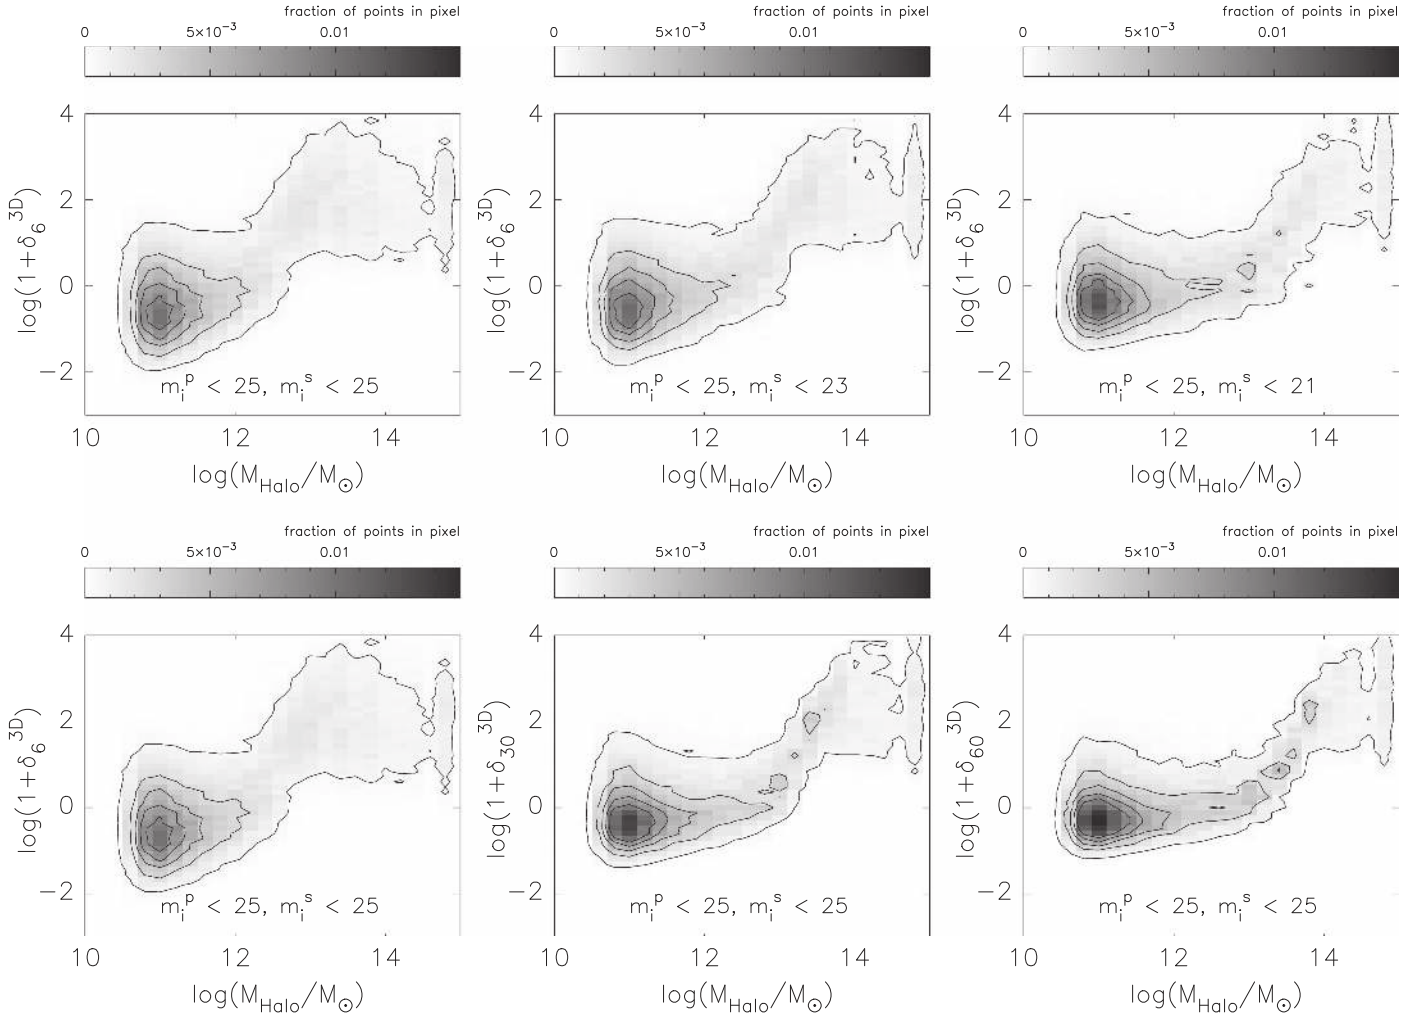 fraction of points in pixel fraction of points in pixel fraction of points in pixel
0 5×10⁻³ 0.01 0 5×10⁻³ 0.01 0 5×10⁻³ 0.01
log(1+δ₆³ᴰ) log(1+δ₆³ᴰ) log(1+δ₆³ᴰ)
4 4 4
2 2 2
0 0 0
−2 −2 −2
mᵢᵖ < 25, mᵢˢ < 25 mᵢᵖ < 25, mᵢˢ < 23 mᵢᵖ < 25, mᵢˢ < 21
10 12 14 10 12 14 10 12 14
log(M_Halo/M_⊙) log(M_Halo/M_⊙) log(M_Halo/M_⊙)
fraction of points in pixel fraction of points in pixel fraction of points in pixel
0 5×10⁻³ 0.01 0 5×10⁻³ 0.01 0 5×10⁻³ 0.01
log(1+δ₆³ᴰ) log(1+δ₃₀³ᴰ) log(1+δ₆₀³ᴰ)
4 4 4
2 2 2
0 0 0
−2 −2 −2
mᵢᵖ < 25, mᵢˢ < 25 mᵢᵖ < 25, mᵢˢ < 25 mᵢᵖ < 25, mᵢˢ < 25
10 12 14 10 12 14 10 12 14
log(M_Halo/M_⊙) log(M_Halo/M_⊙) log(M_Halo/M_⊙)